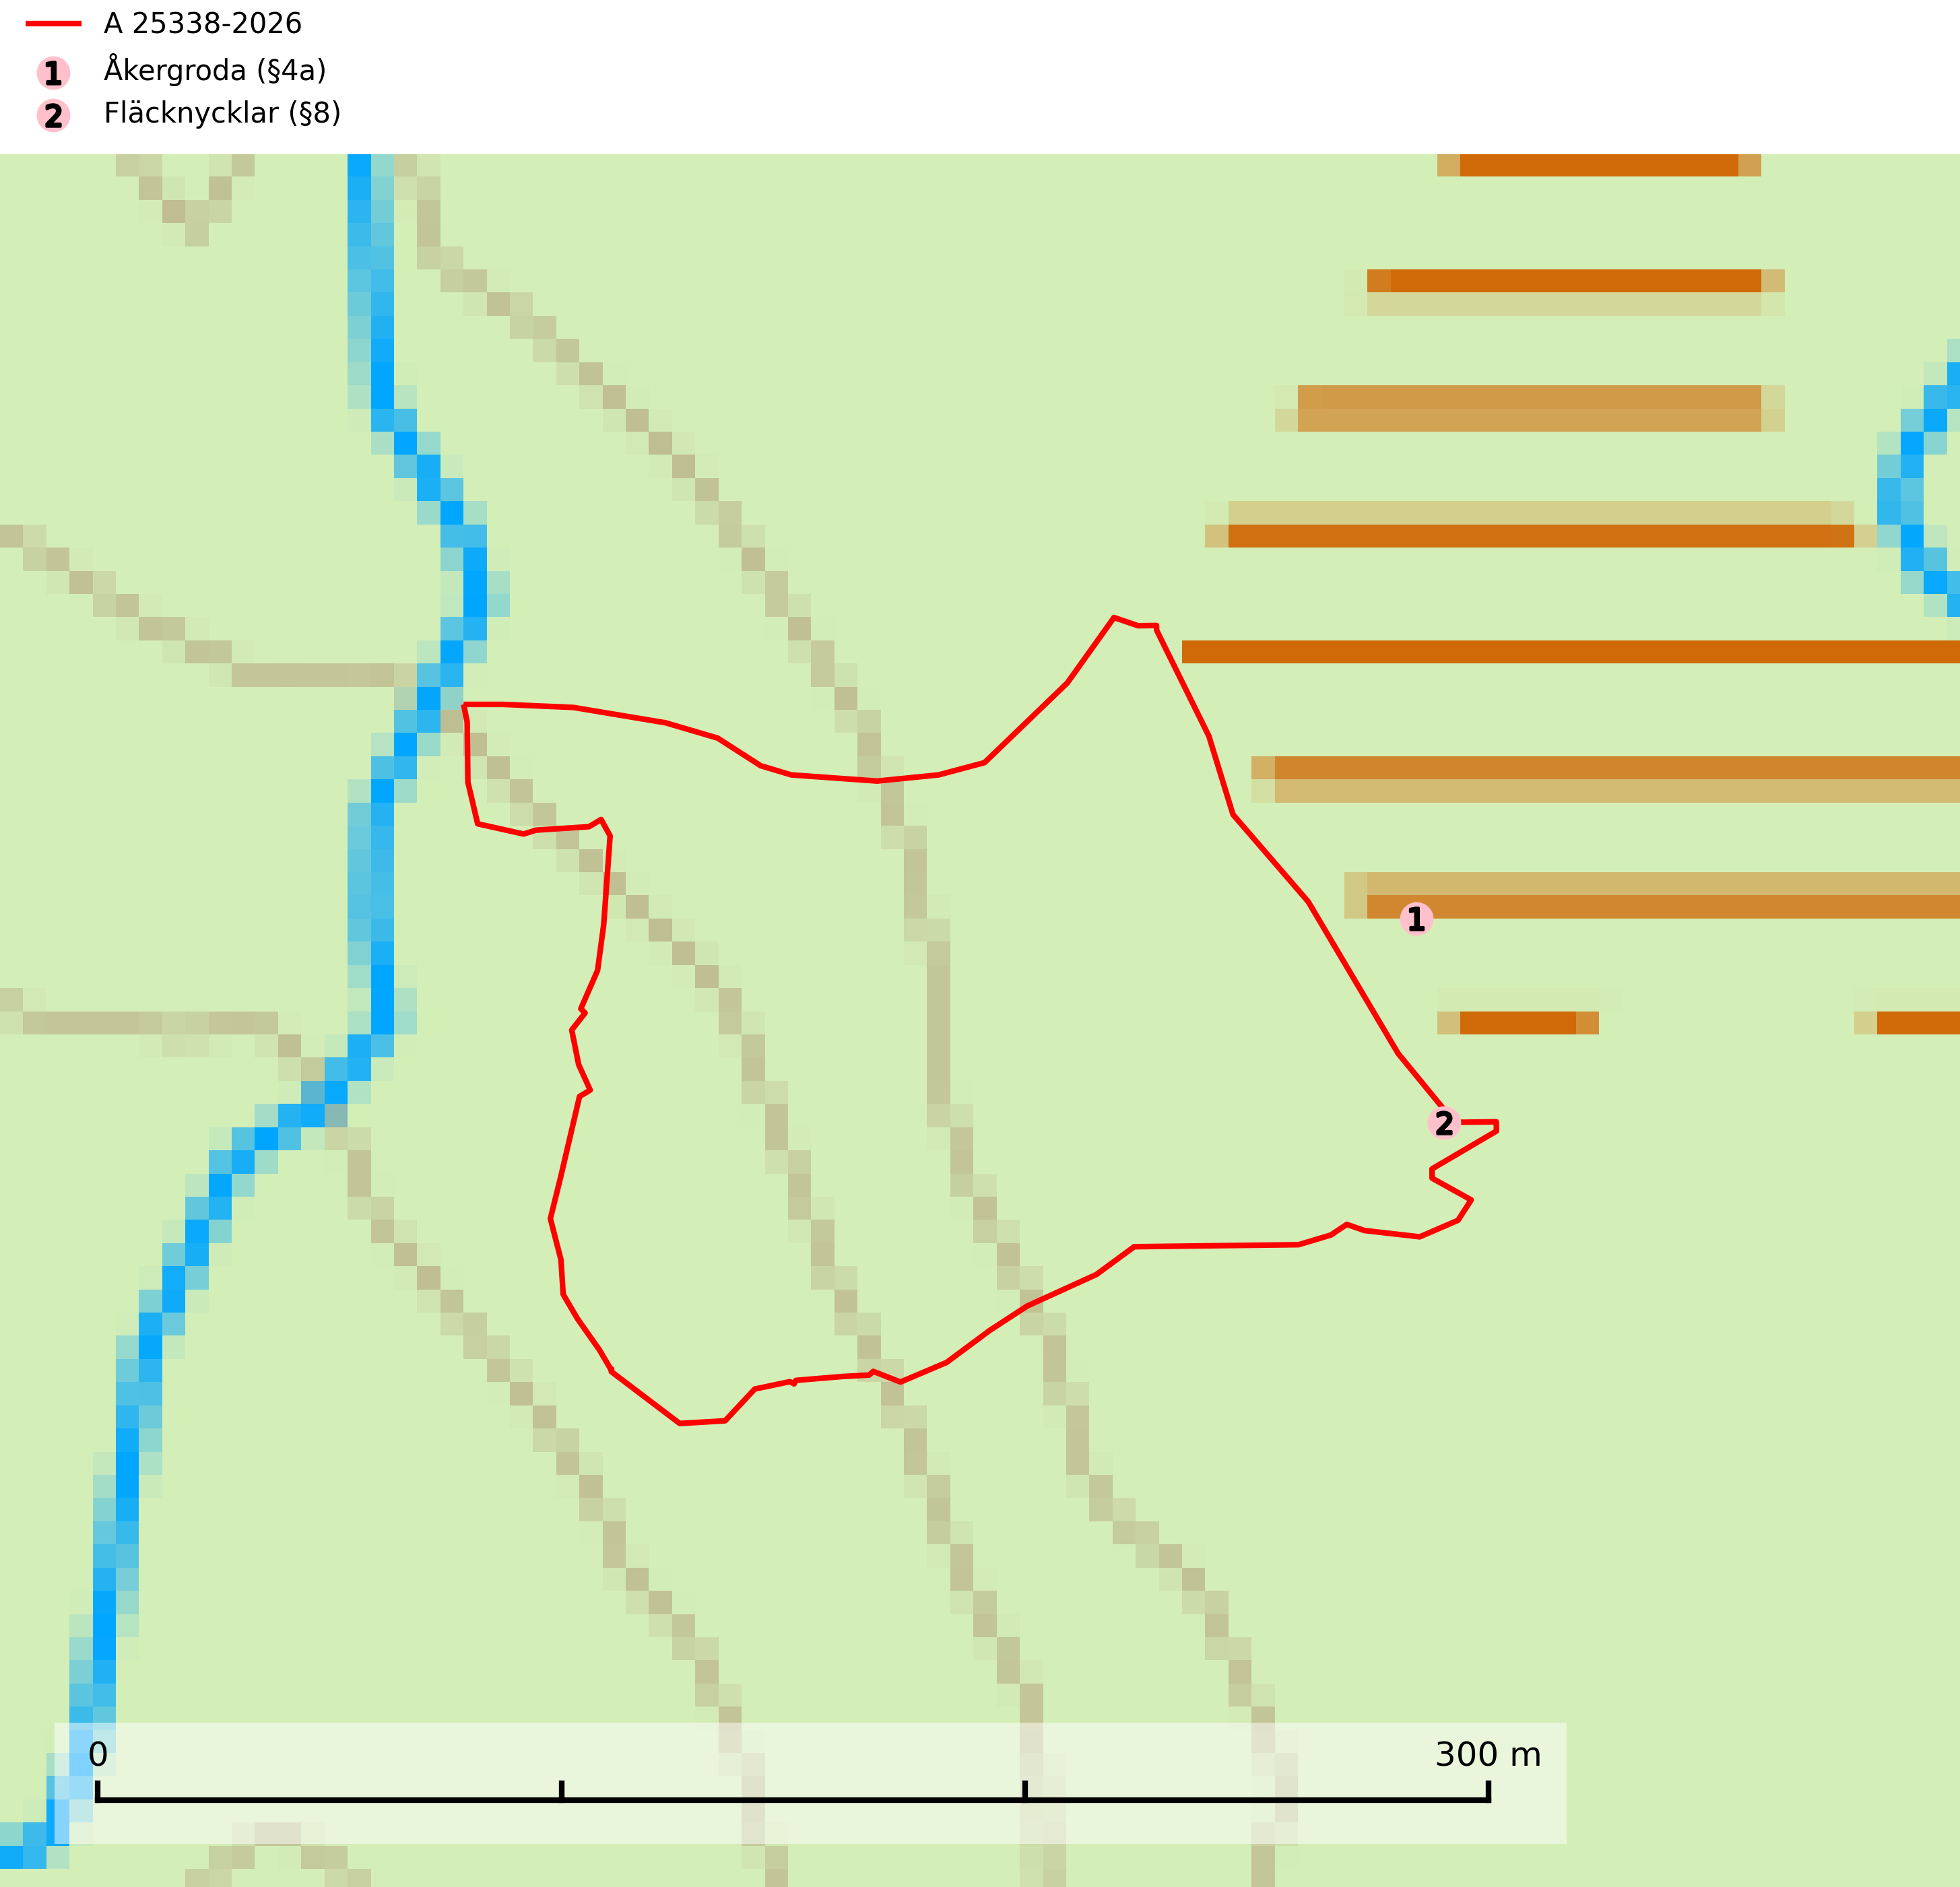 A 25338-2026
1 Åkergroda (§4a)
2 Fläcknycklar (§8)
1
2
0 300 m